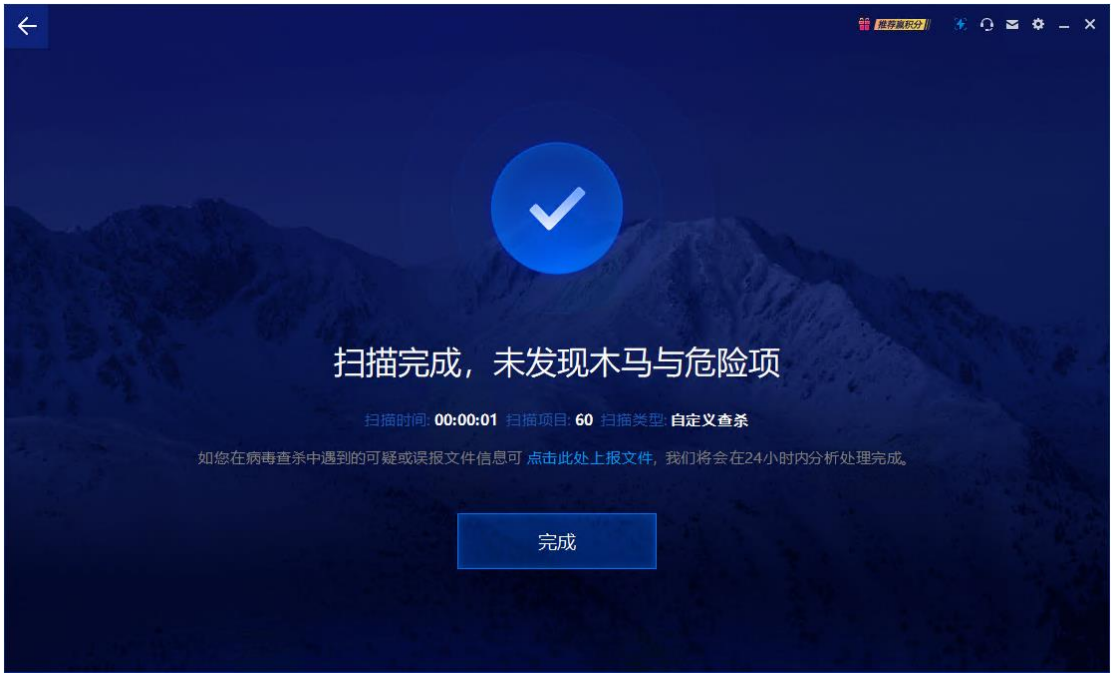 推荐赢积分
扫描完成，未发现木马与危险项
扫描时间: 00:00:01 扫描项目: 60 扫描类型: 自定义查杀
如您在病毒查杀中遇到的可疑或误报文件信息可 点击此处上报文件，我们将会在24小时内分析处理完成。
完成